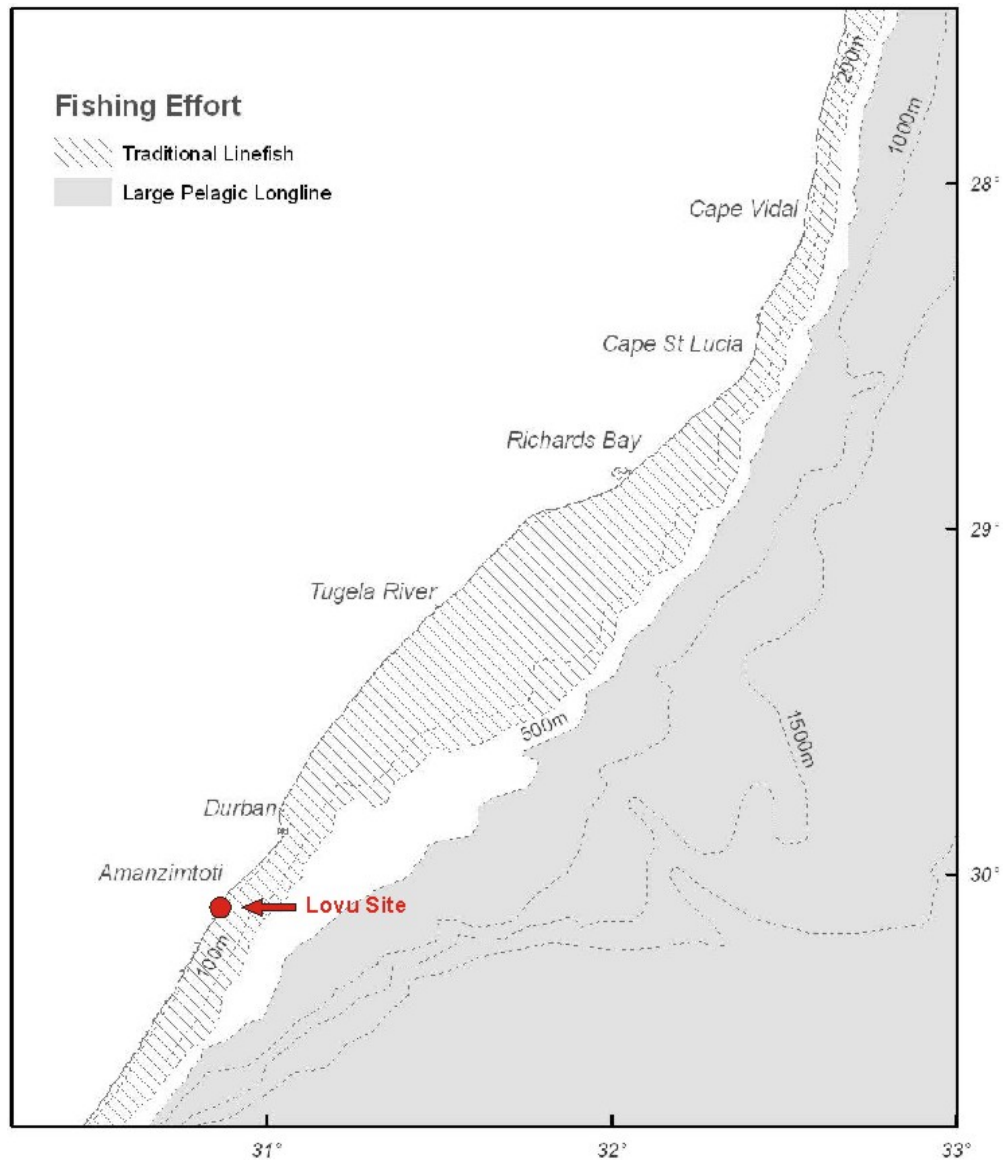 Fishing Effort
Traditional Linefish
Large Pelagic Longline
200m
1000m
28°
Cape Vidal
Cape St Lucia
Richards Bay
29°
Tugela River
500m
1500m
Durban
Amanzimtoti
30°
Lovu Site
100m
31°
32°
33°